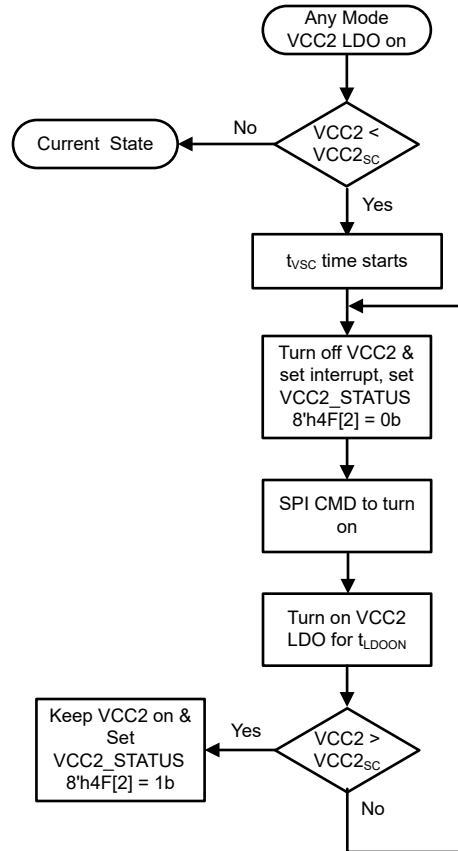 Any Mode
VCC2 LDO on
No
VCC2 <
VCC2SC
Current State
Yes
tVSC time starts
Turn off VCC2 &
set interrupt, set
VCC2_STATUS
8'h4F[2] = 0b
SPI CMD to turn
on
Turn on VCC2
LDO for tLDOON
Keep VCC2 on &
Set
VCC2_STATUS
8'h4F[2] = 1b
Yes
VCC2 >
VCC2SC
No